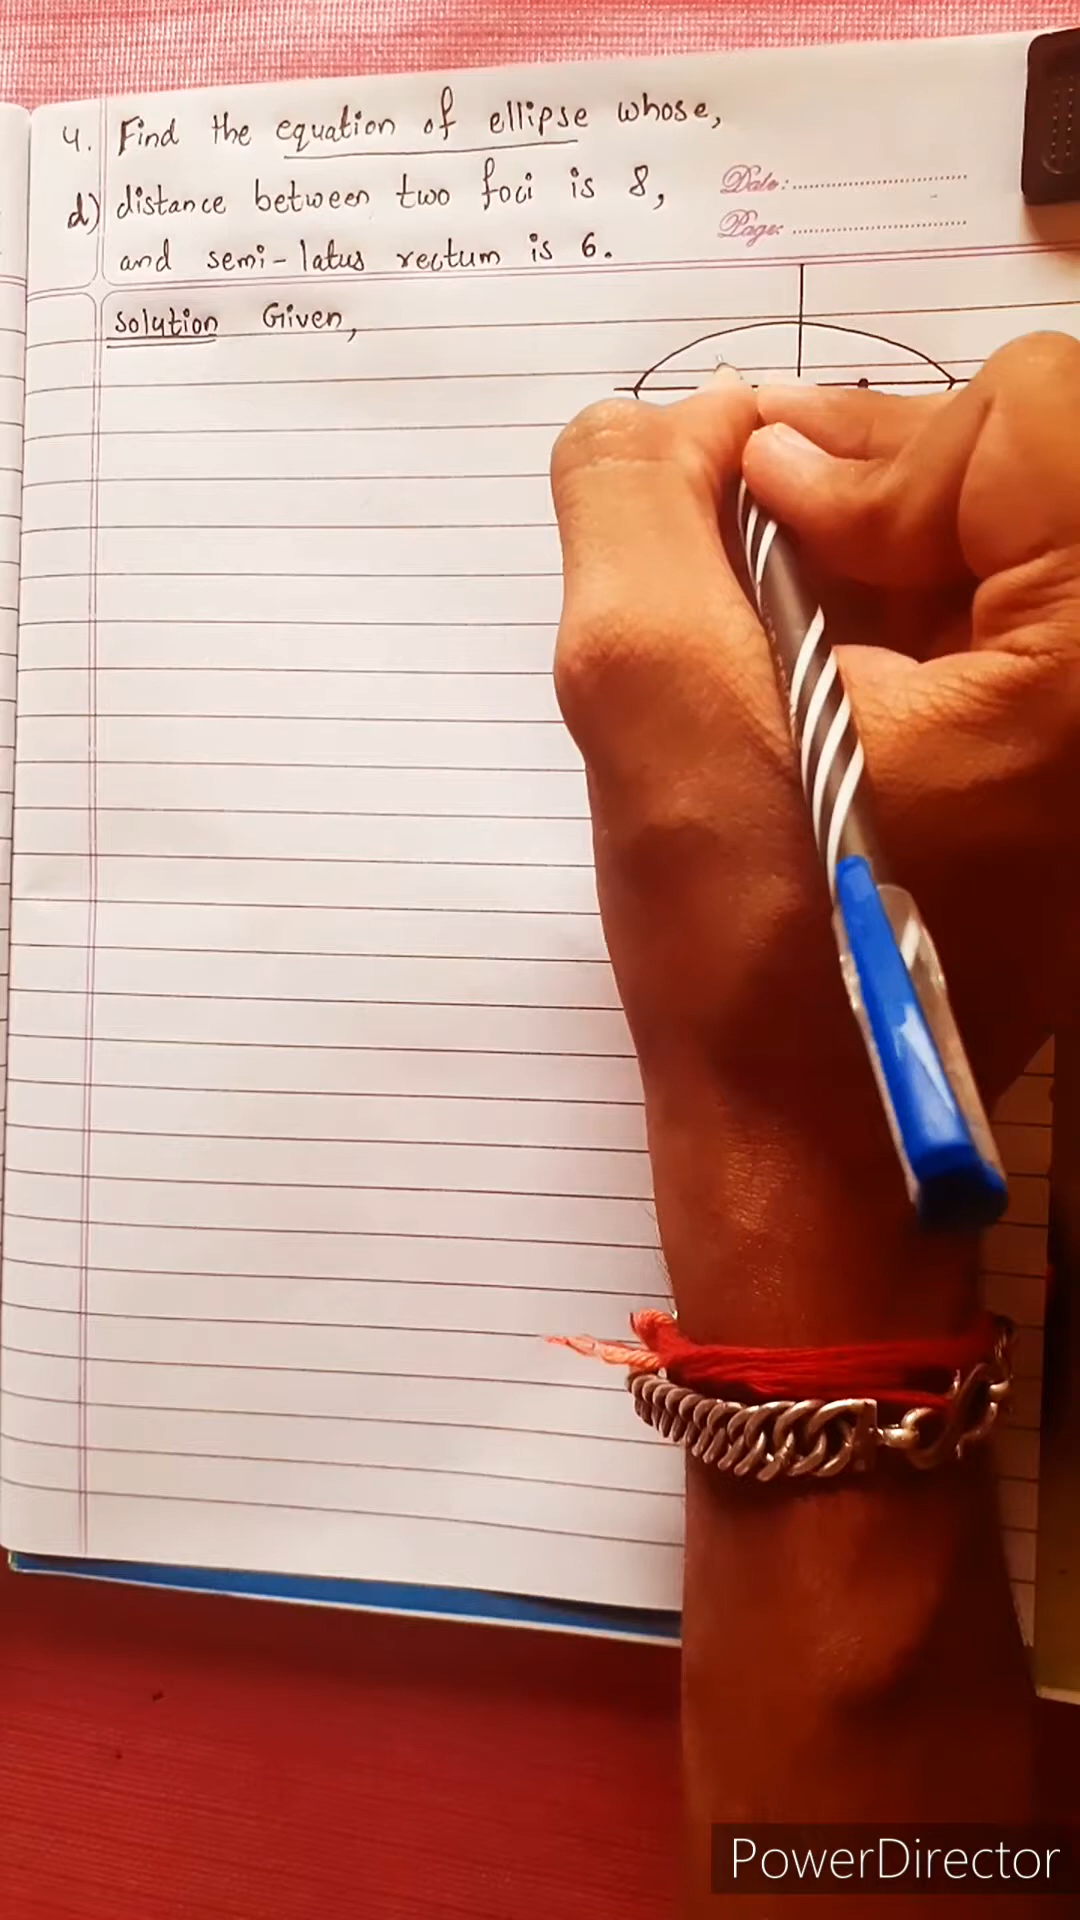 4. Find the equation of ellipse whose,
d) distance between two foci is 8,
and semi-latus rectum is 6.
Date:
Page:
Solution Given,
PowerDirector